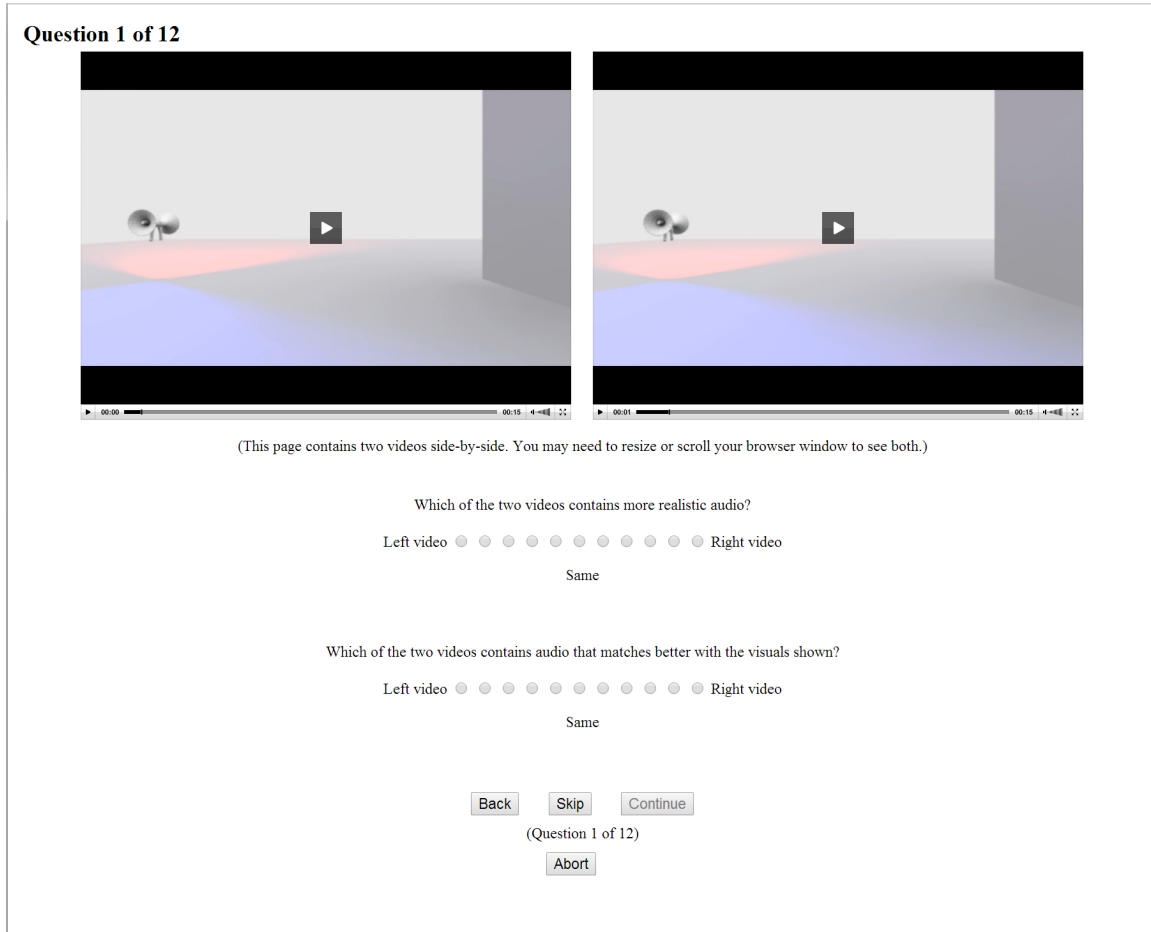 Question 1 of 12
00:00 00:15 00:01 00:15
(This page contains two videos side-by-side. You may need to resize or scroll your browser window to see both.)
Which of the two videos contains more realistic audio?
Left video Right video
Same
Which of the two videos contains audio that matches better with the visuals shown?
Left video Right video
Same
Back Skip Continue
(Question 1 of 12)
Abort